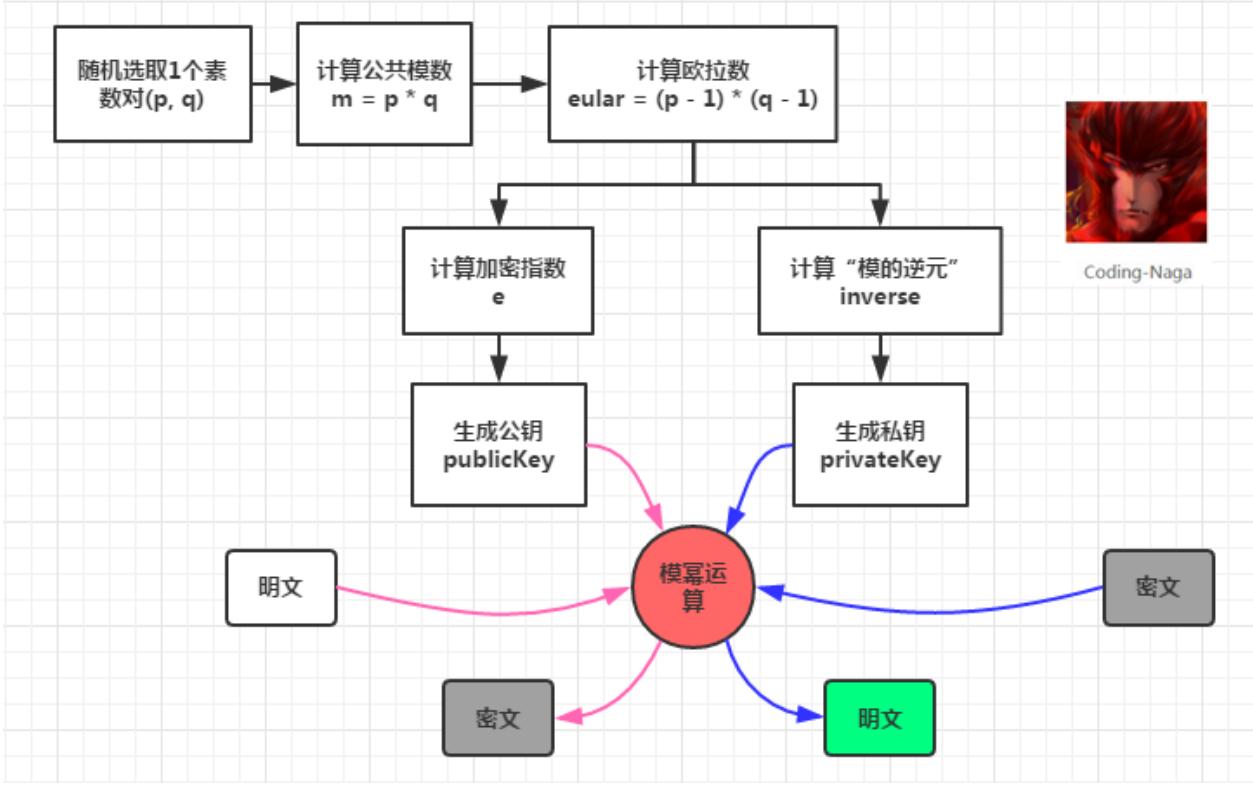 随机选取1个素
数对(p, q)
计算公共模数
m = p * q
计算欧拉数
eular = (p - 1) * (q - 1)
Coding-Naga
计算加密指数
e
计算“模的逆元”
inverse
生成公钥
publicKey
生成私钥
privateKey
明文
模幂运
算
密文
密文
明文